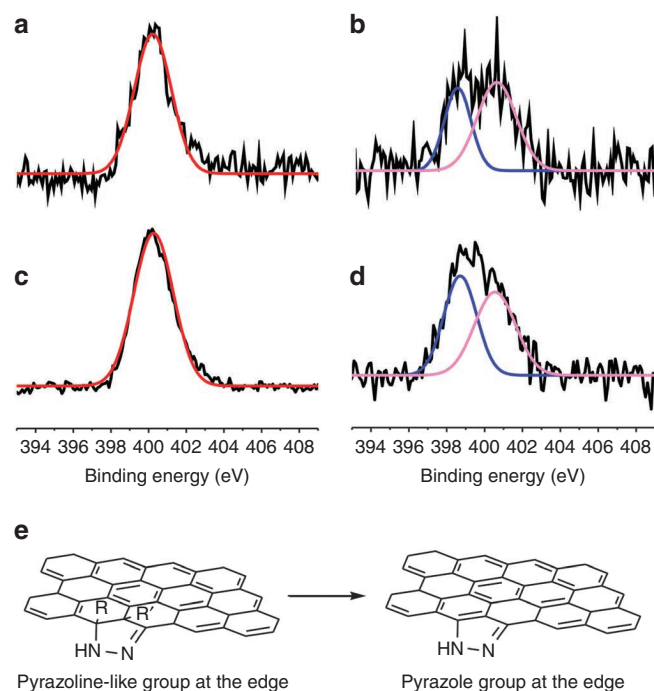 a
b
c
d
394 396 398 400 402 404 406 408
394 396 398 400 402 404 406 408
Binding energy (eV)
Binding energy (eV)
e
R
R′
HN
N
HN
N
Pyrazoline-like group at the edge
Pyrazole group at the edge